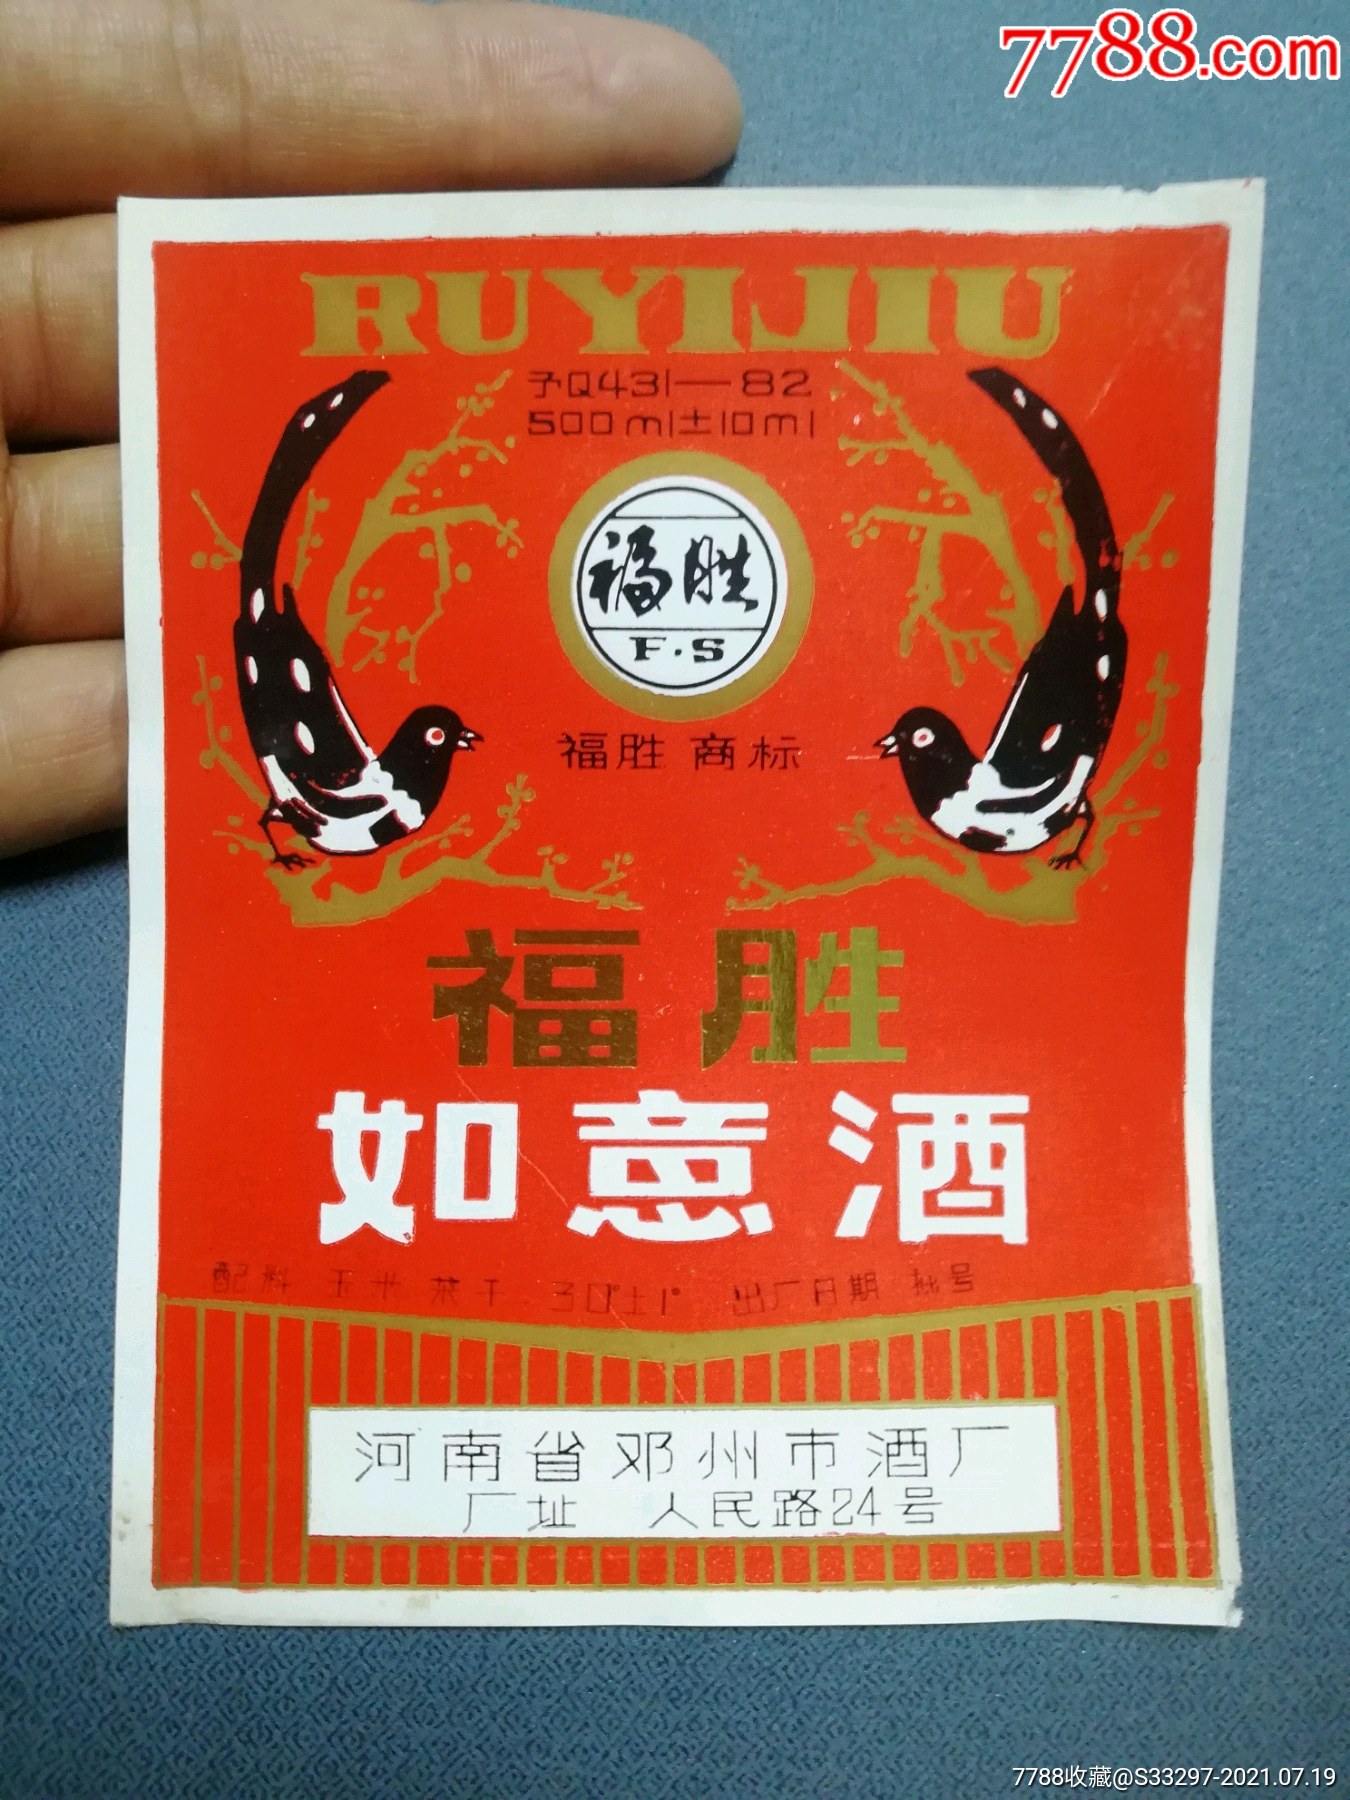 7788.com
RUYIJIU
予Q431—82
500ml±10ml
福胜
F·S
福胜 商标
福胜
如意酒
配料 玉米 菜干 30°±1° 出厂日期 批号
河南省邓州市酒厂
厂址 人民路24号
7788收藏@S33297-2021.07.19